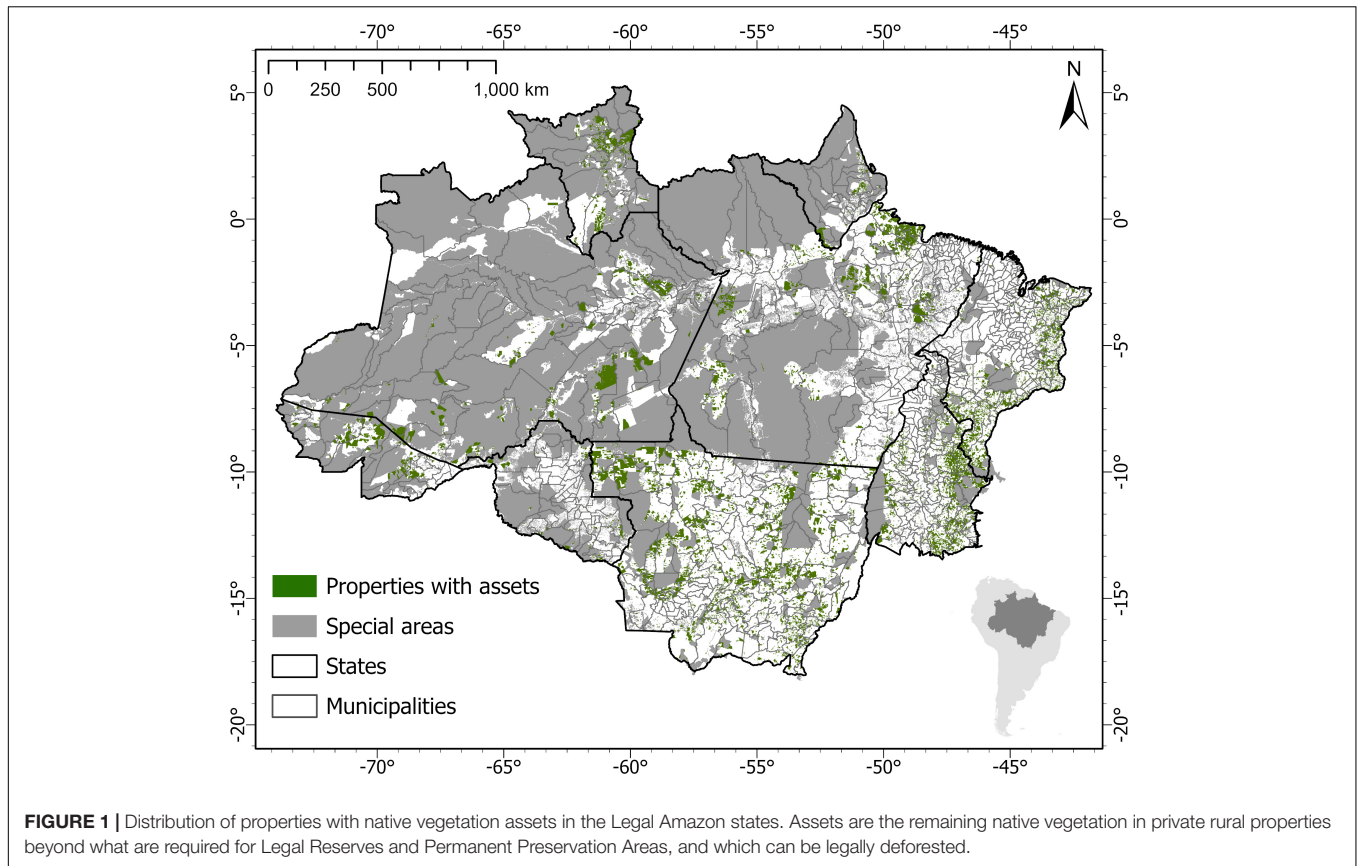 -70° -65° -60° -55° -50° -45°
0 250 500 1,000 km
N
5° 5°
0° 0°
-5° -5°
-10° -10°
-15° -15°
-20° -20°
Properties with assets
Special areas
States
Municipalities
-70° -65° -60° -55° -50° -45°
FIGURE 1 | Distribution of properties with native vegetation assets in the Legal Amazon states. Assets are the remaining native vegetation in private rural properties
beyond what are required for Legal Reserves and Permanent Preservation Areas, and which can be legally deforested.